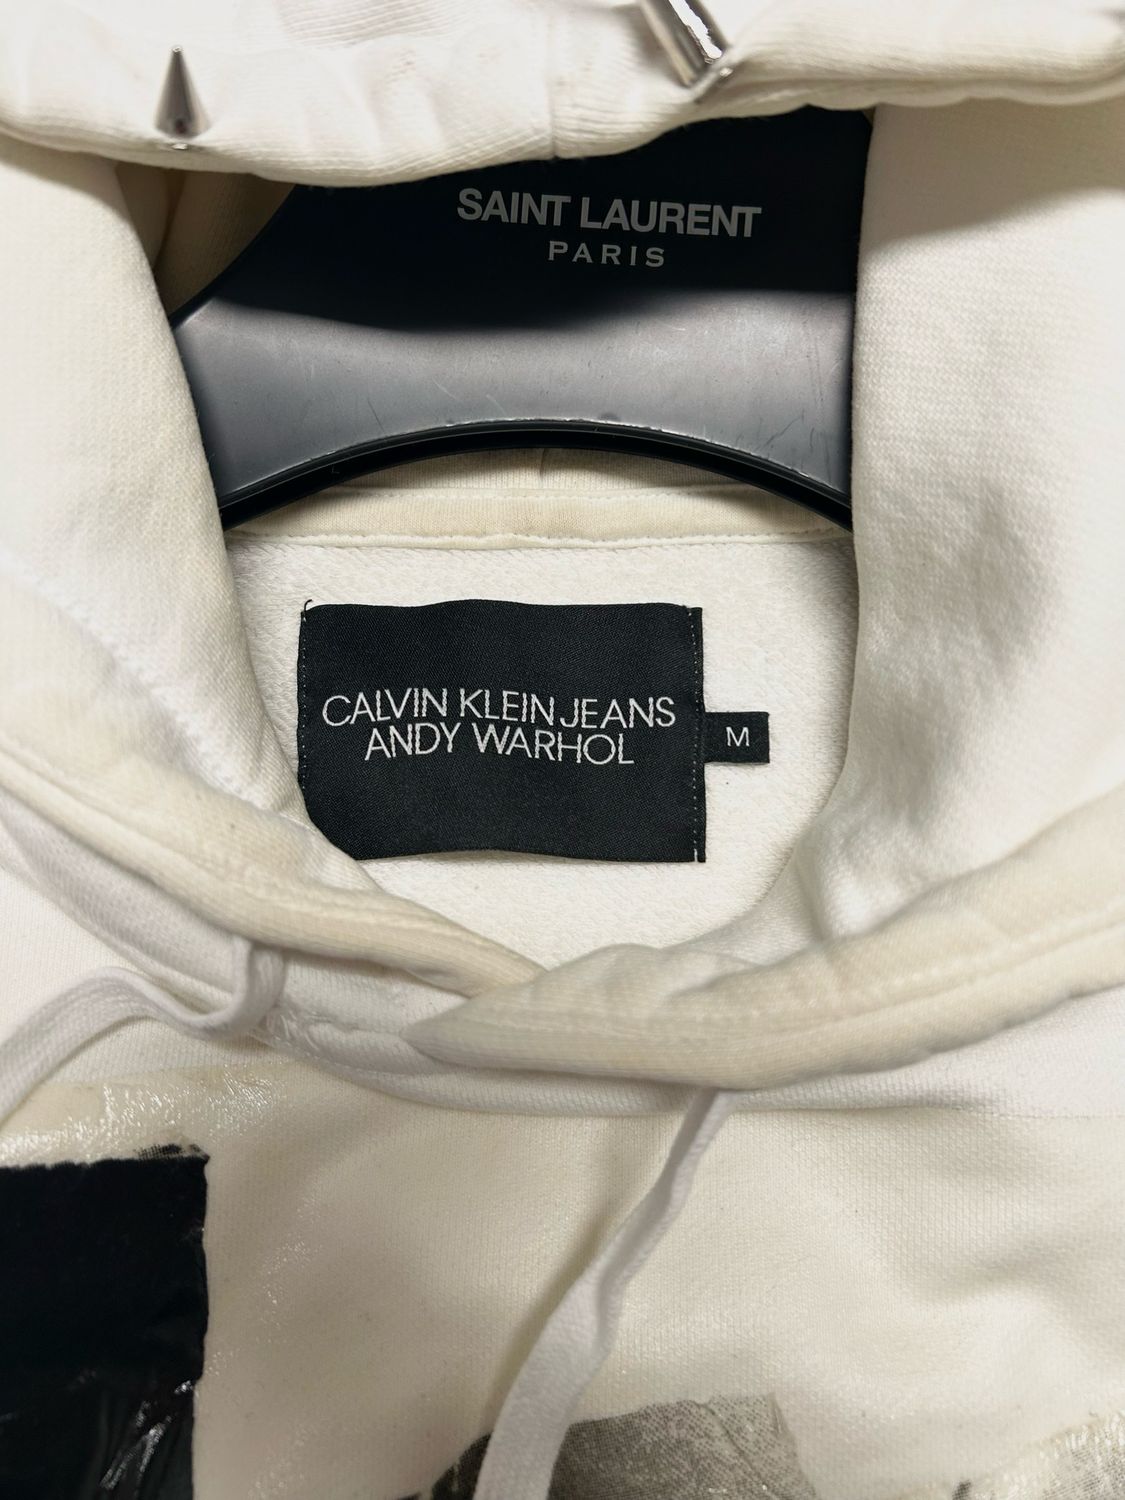 SAINT LAURENT
PARIS
CALVIN KLEIN JEANS
ANDY WARHOL
M